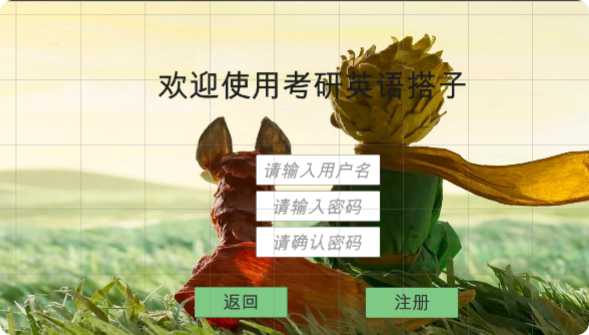 欢迎使用考研英语搭子
请输入用户名
请输入密码
请确认密码
返回
注册